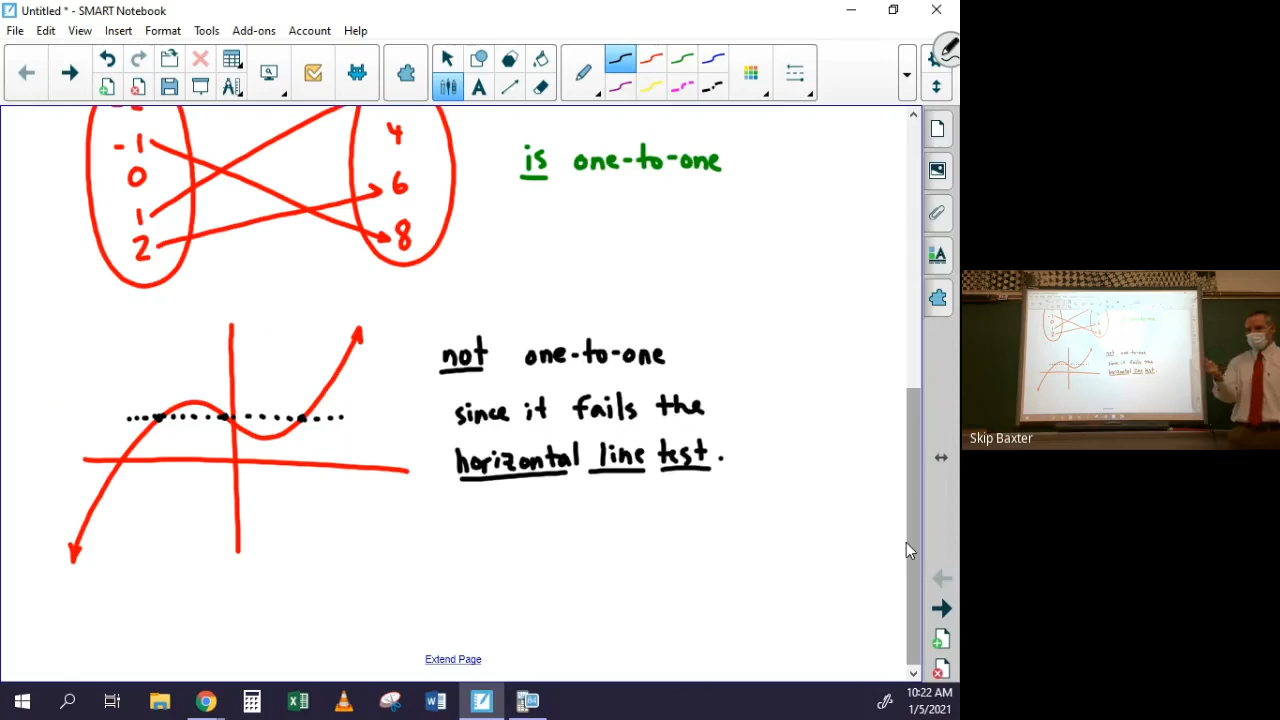 Untitled * - SMART Notebook
File Edit View Insert Format Tools Add-ons Account Help
-1
0
1
2
4
6
8
is one-to-one
not one-to-one
since it fails the
horizontal line test.
Extend Page
Skip Baxter
10:22 AM
1/5/2021